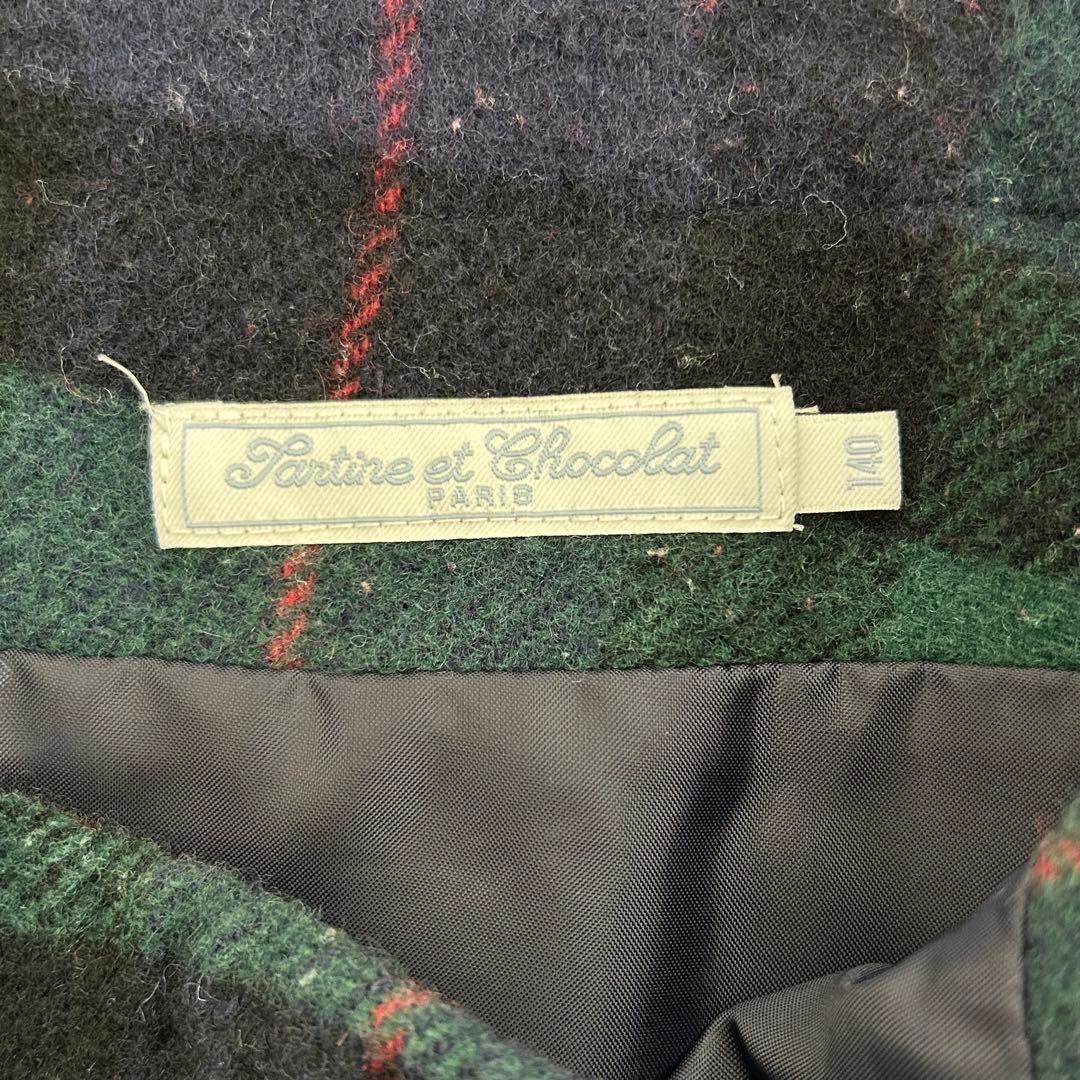 Tartine et Chocolat
PARIS
140